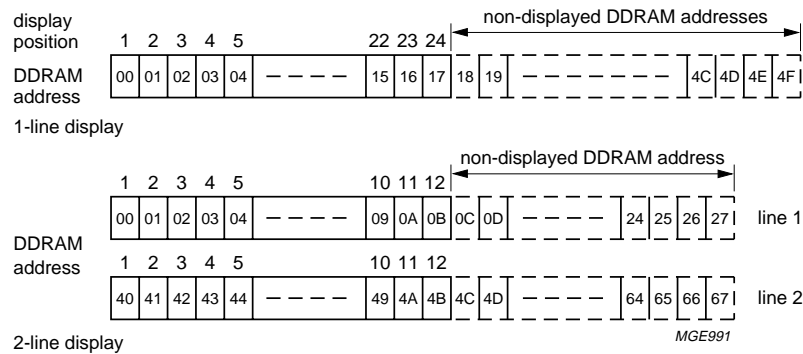 display position
non-displayed DDRAM addresses
1 2 3 4 5 22 23 24
DDRAM address
00 01 02 03 04 15 16 17 18 19 4C 4D 4E 4F
1-line display
non-displayed DDRAM address
1 2 3 4 5 10 11 12
00 01 02 03 04 09 0A 0B 0C 0D 24 25 26 27 line 1
DDRAM address
1 2 3 4 5 10 11 12
40 41 42 43 44 49 4A 4B 4C 4D 64 65 66 67 line 2
MGE991
2-line display